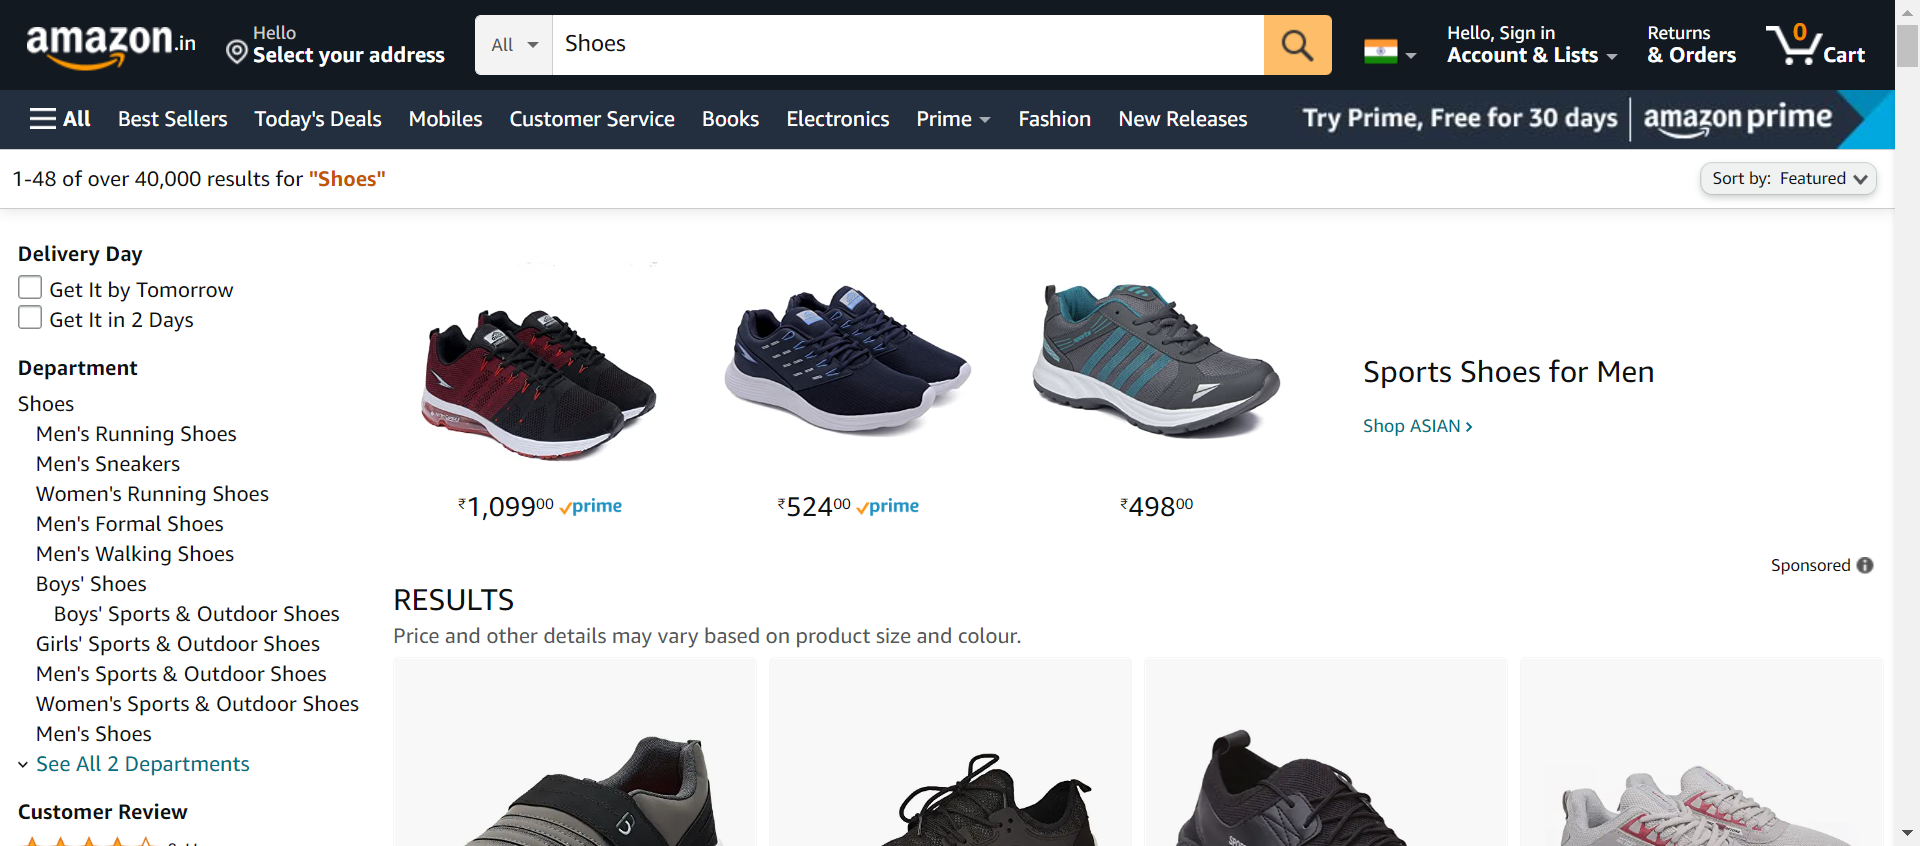 amazon.in
Hello
Select your address
All
Shoes
Hello, Sign in
Account & Lists
Returns
& Orders
0
Cart
All
Best Sellers
Today's Deals
Mobiles
Customer Service
Books
Electronics
Prime
Fashion
New Releases
Try Prime, Free for 30 days
amazon prime
1-48 of over 40,000 results for "Shoes"
Sort by: Featured
Delivery Day
Get It by Tomorrow
Get It in 2 Days
Department
Shoes
Men's Running Shoes
Men's Sneakers
Women's Running Shoes
Men's Formal Shoes
Men's Walking Shoes
Boys' Shoes
Boys' Sports & Outdoor Shoes
Girls' Sports & Outdoor Shoes
Men's Sports & Outdoor Shoes
Women's Sports & Outdoor Shoes
Men's Shoes
See All 2 Departments
Customer Review
₹1,09900 prime
₹52400 prime
₹49800
Sports Shoes for Men
Shop ASIAN ›
Sponsored
RESULTS
Price and other details may vary based on product size and colour.